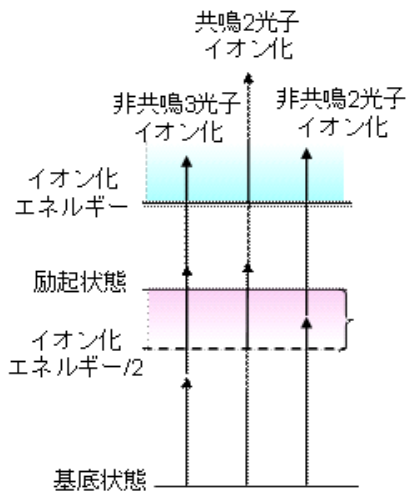 共鳴2光子
イオン化
非共鳴3光子
イオン化
非共鳴2光子
イオン化
イオン化
エネルギー
励起状態
イオン化
エネルギー/2
基底状態